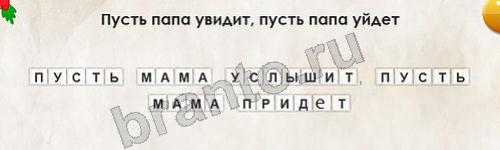 Пусть папа увидит, пусть папа уйдет
ПУСТЬ МАМА УСЛЫШИТ, ПУСТЬ
МАМА ПРИДеТ
branto.ru